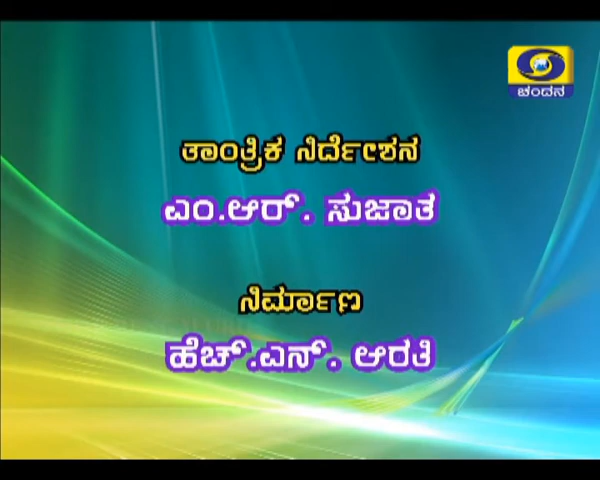 ಚಂದನ
ತಾಂತ್ರಿಕ ನಿರ್ದೇಶನ
ಎಂ.ಆರ್. ಸುಜಾತ
ನಿರ್ಮಾಣ
ಹೆಚ್.ಎನ್. ಆರತಿ